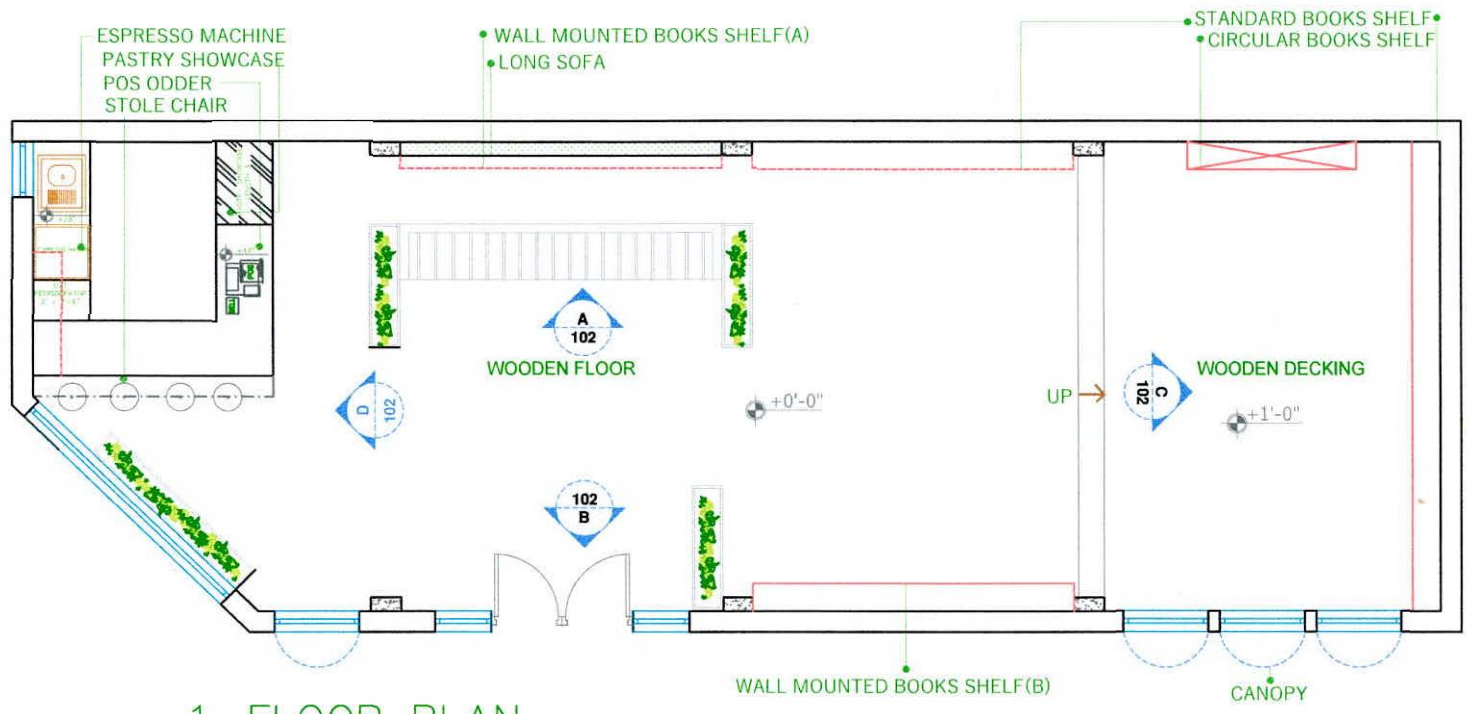 ESPRESSO MACHINE
PASTRY SHOWCASE
POS ODDER
STOLE CHAIR
WALL MOUNTED BOOKS SHELF(A)
LONG SOFA
STANDARD BOOKS SHELF
CIRCULAR BOOKS SHELF
POS
A
102
WOODEN FLOOR
D
102
+0'-0"
UP
C
102
WOODEN DECKING
+1'-0"
102
B
WALL MOUNTED BOOKS SHELF(B)
CANOPY
1 FLOOR PLAN